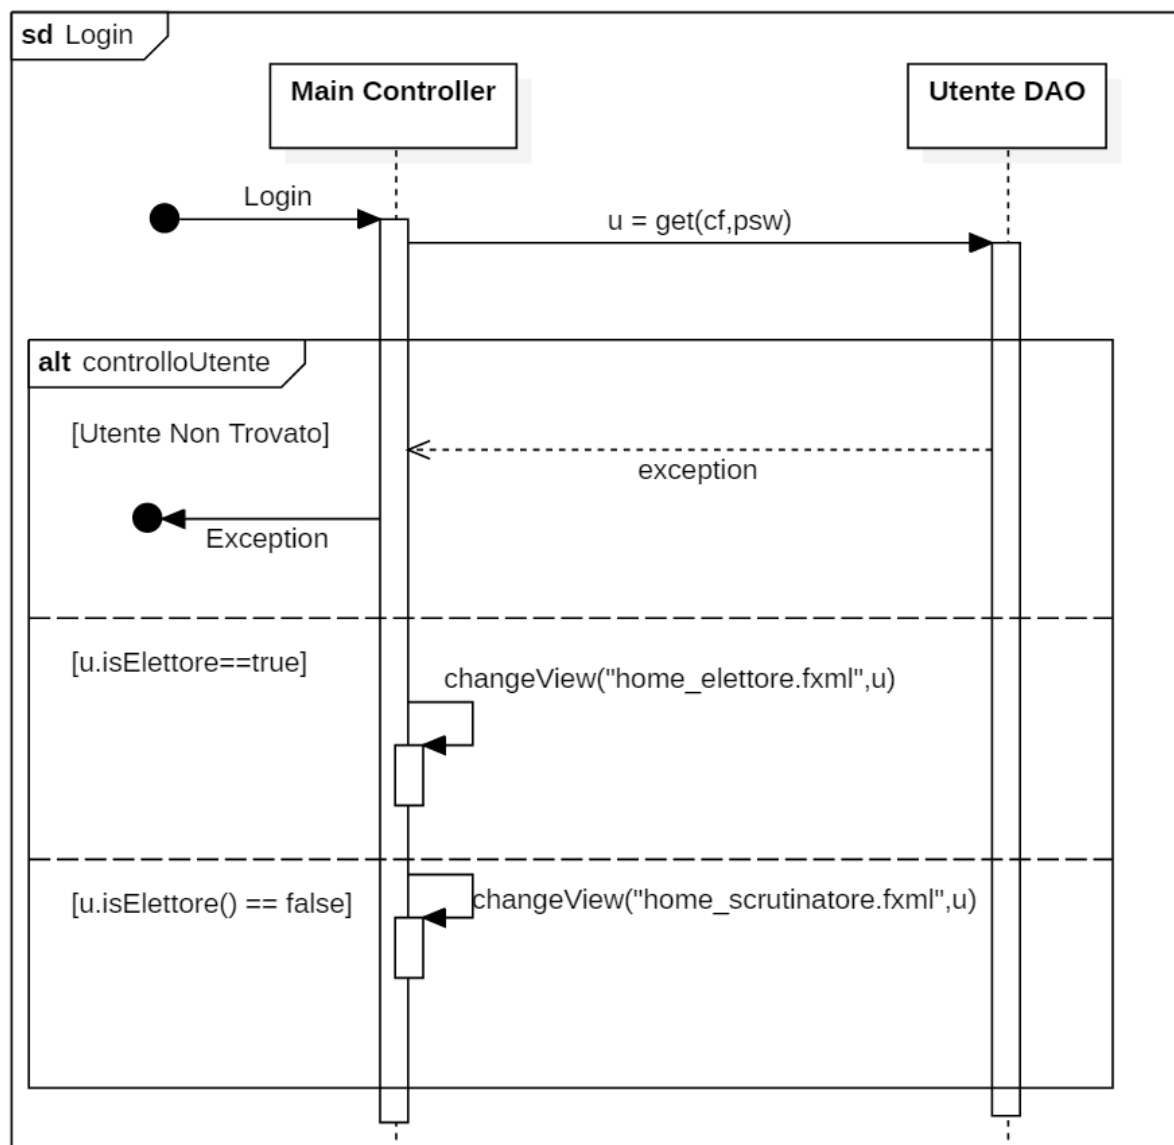 sd Login
Main Controller
Utente DAO
Login
u = get(cf,psw)
alt controlloUtente
[Utente Non Trovato]
exception
Exception
[u.isElettore==true]
changeView("home_elettore.fxml",u)
[u.isElettore() == false]
changeView("home_scrutinatore.fxml",u)